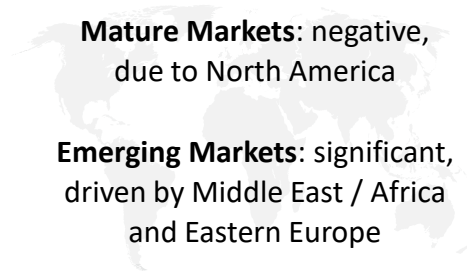 Mature Markets: negative,
due to North America
Emerging Markets: significant,
driven by Middle East / Africa
and Eastern Europe